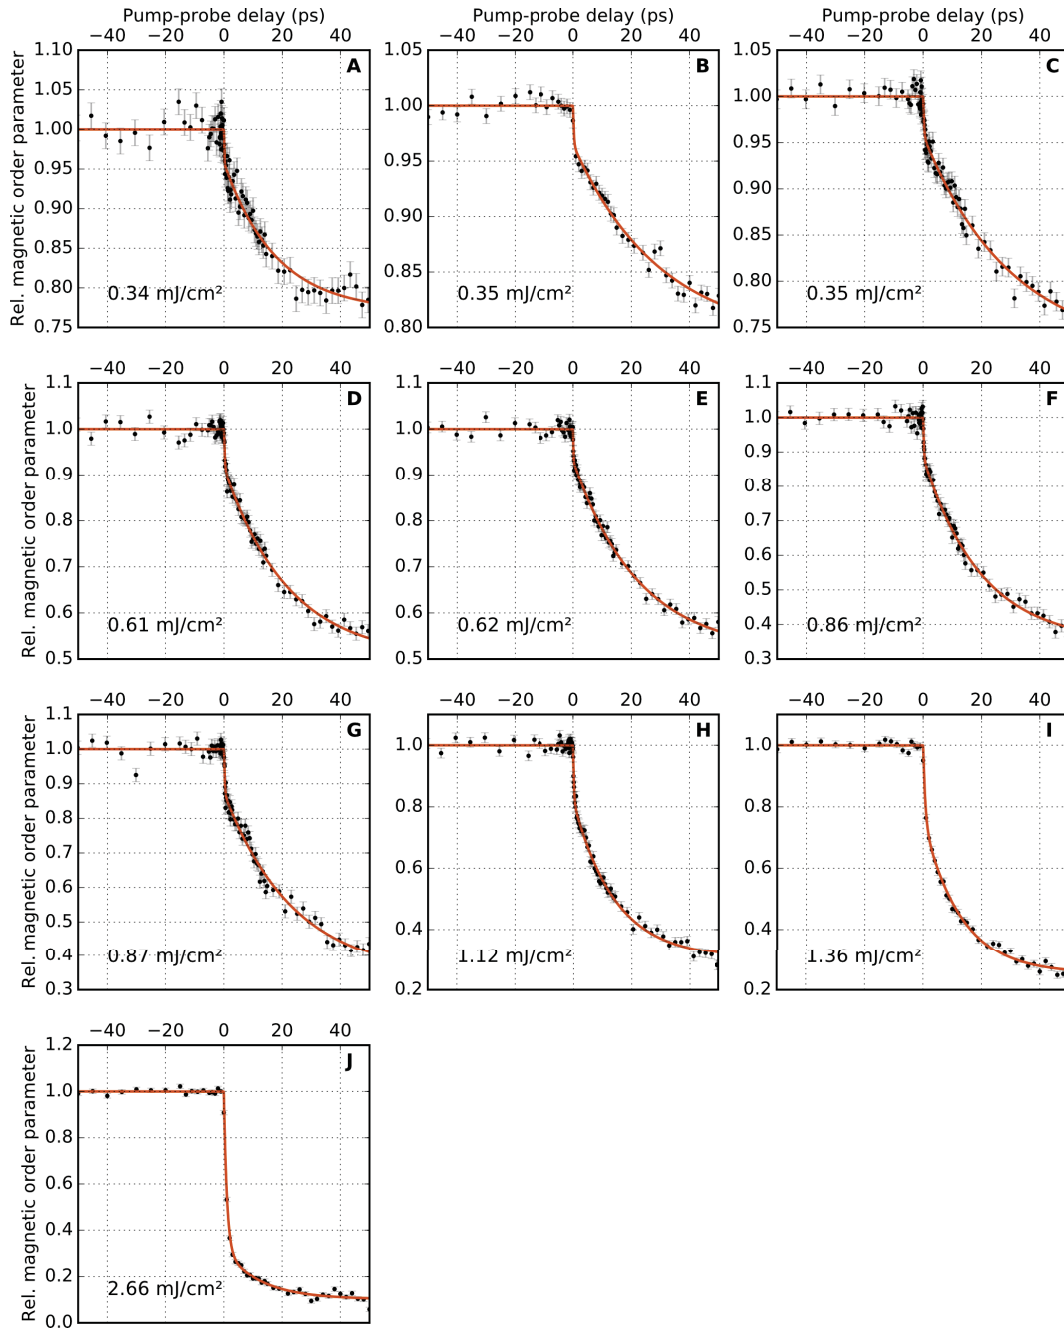 Pump-probe delay (ps) Pump-probe delay (ps) Pump-probe delay (ps)
−40 −20 0 20 40 −40 −20 0 20 40 −40 −20 0 20 40
Rel. magnetic order parameter
1.10
1.05
1.00
0.95
0.90
0.85
0.80
0.75
A
0.34 mJ/cm²
1.05
1.00
0.95
0.90
0.85
0.80
B
0.35 mJ/cm²
1.05
1.00
0.95
0.90
0.85
0.80
0.75
C
0.35 mJ/cm²
−40 −20 0 20 40 −40 −20 0 20 40 −40 −20 0 20 40
Rel. magnetic order parameter
1.1
1.0
0.9
0.8
0.7
0.6
0.5
D
0.61 mJ/cm²
1.1
1.0
0.9
0.8
0.7
0.6
0.5
E
0.62 mJ/cm²
1.1
1.0
0.9
0.8
0.7
0.6
0.5
0.4
0.3
F
0.86 mJ/cm²
−40 −20 0 20 40 −40 −20 0 20 40 −40 −20 0 20 40
Rel. magnetic order parameter
1.1
1.0
0.9
0.8
0.7
0.6
0.5
0.4
0.3
G
0.87 mJ/cm²
1.0
0.8
0.6
0.4
0.2
H
1.12 mJ/cm²
1.0
0.8
0.6
0.4
0.2
I
1.36 mJ/cm²
−40 −20 0 20 40
Rel. magnetic order parameter
1.2
1.0
0.8
0.6
0.4
0.2
0.0
J
2.66 mJ/cm²